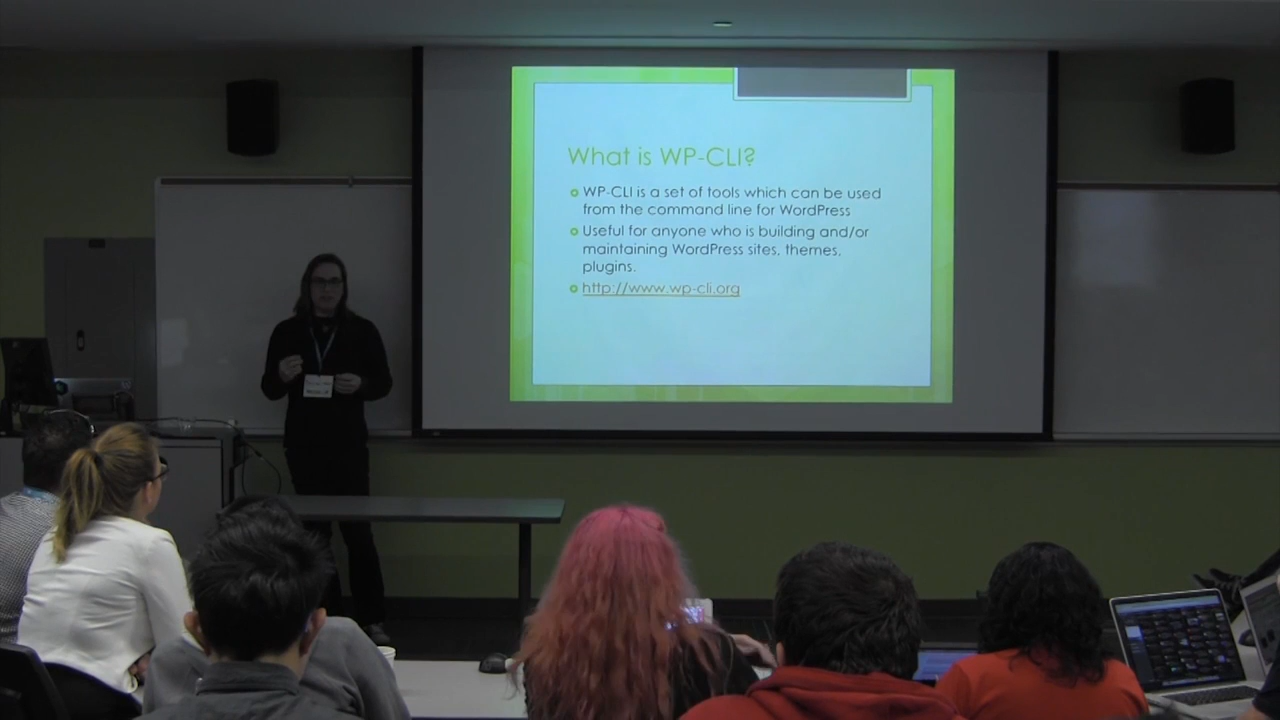 What is WP-CLI?
WP-CLI is a set of tools which can be used
from the command line for WordPress
Useful for anyone who is building and/or
maintaining WordPress sites, themes,
plugins.
http://www.wp-cli.org